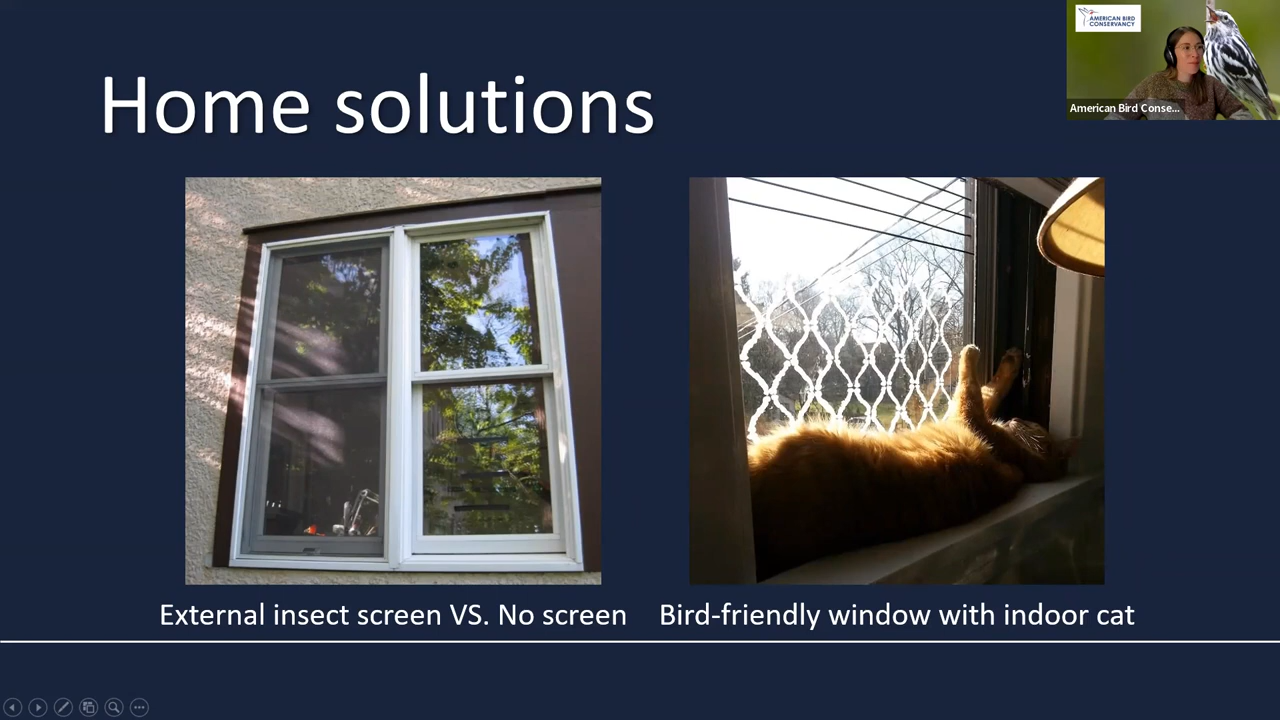 Home solutions
AMERICAN BIRD
CONSERVANCY
American Bird Conse...
External insect screen VS. No screen
Bird-friendly window with indoor cat